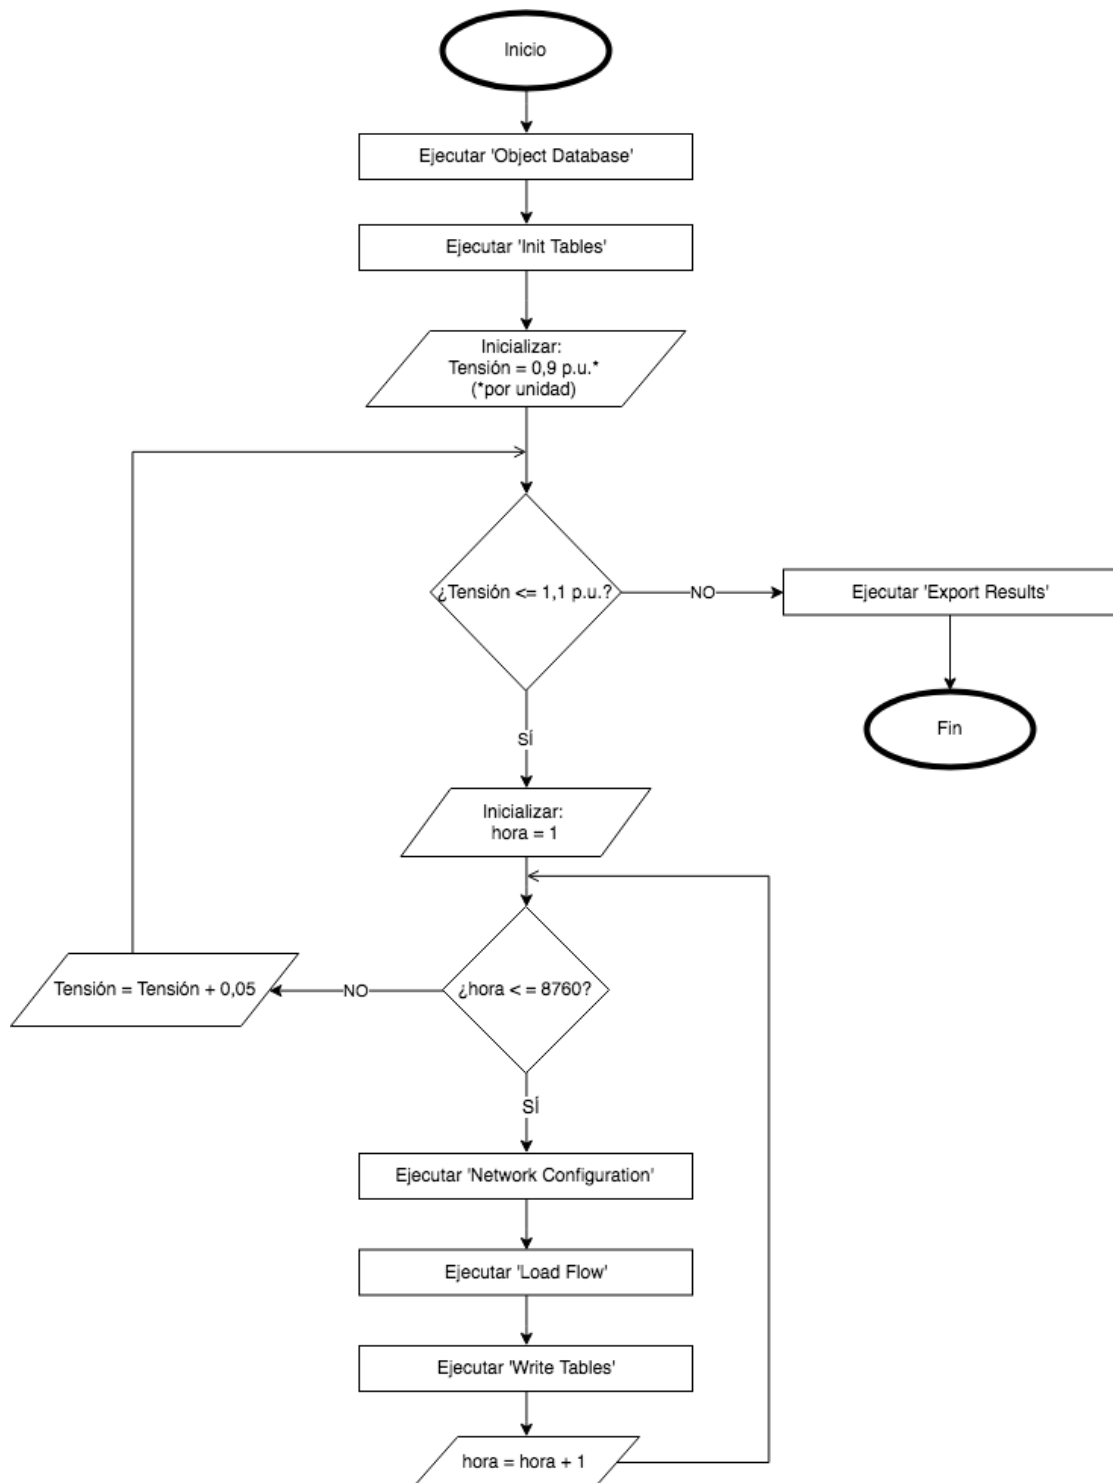 Inicio
Ejecutar 'Object Database'
Ejecutar 'Init Tables'
Inicializar:
Tensión = 0,9 p.u.*
(*por unidad)
¿Tensión <= 1,1 p.u.?
NO
Ejecutar 'Export Results'
Fin
SÍ
Inicializar:
hora = 1
¿hora < = 8760?
NO
Tensión = Tensión + 0,05
SÍ
Ejecutar 'Network Configuration'
Ejecutar 'Load Flow'
Ejecutar 'Write Tables'
hora = hora + 1